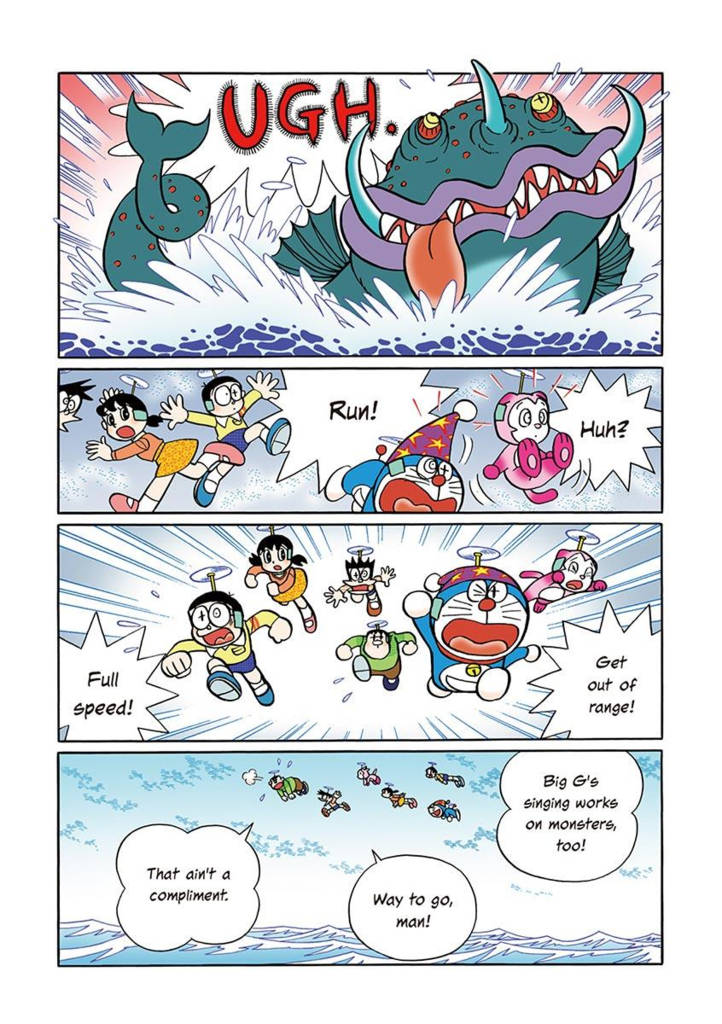 UGH.
Run!
Huh?
Full
speed!
Get
out of
range!
Big G's
singing works
on monsters,
too!
Way to go,
man!
That ain't a
compliment.